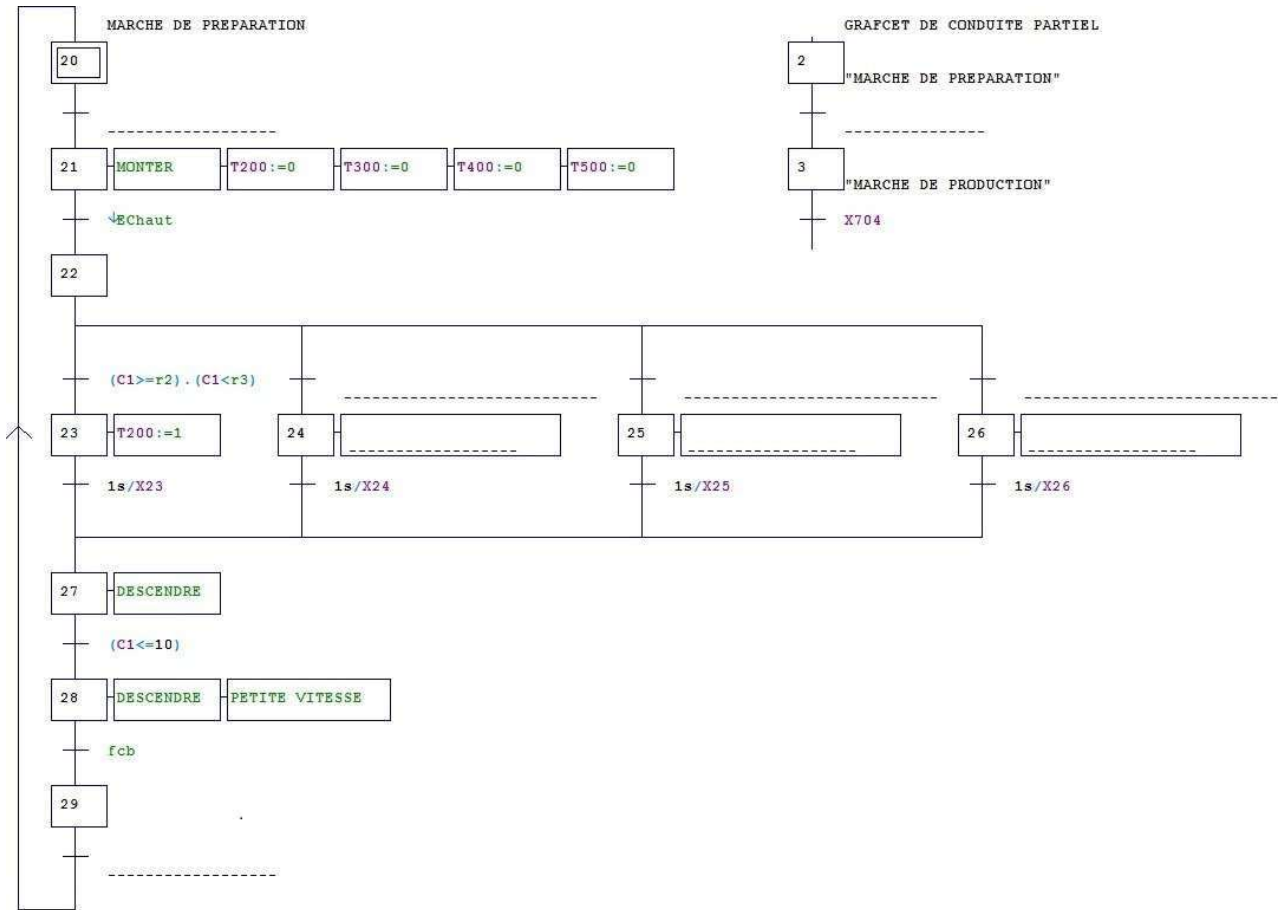 MARCHE DE PREPARATION
GRAFCET DE CONDUITE PARTIEL
20
2
"MARCHE DE PREPARATION"
21 MONTER T200:=0 T300:=0 T400:=0 T500:=0
3
"MARCHE DE PRODUCTION"
↓EChaut
X704
22
(C1>=r2).(C1<r3)
23 T200:=1 24 25 26
1s/X23 1s/X24 1s/X25 1s/X26
27 DESCENDRE
(C1<=10)
28 DESCENDRE PETITE VITESSE
fcb
29